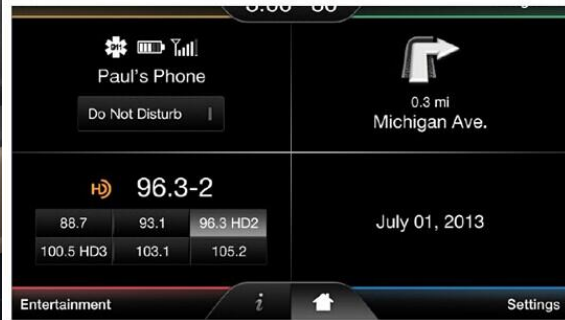 Paul's Phone
Do Not Disturb
0.3 mi
Michigan Ave.
HD 96.3-2
88.7 93.1 96.3 HD2
100.5 HD3 103.1 105.2
July 01, 2013
Entertainment
i
Settings